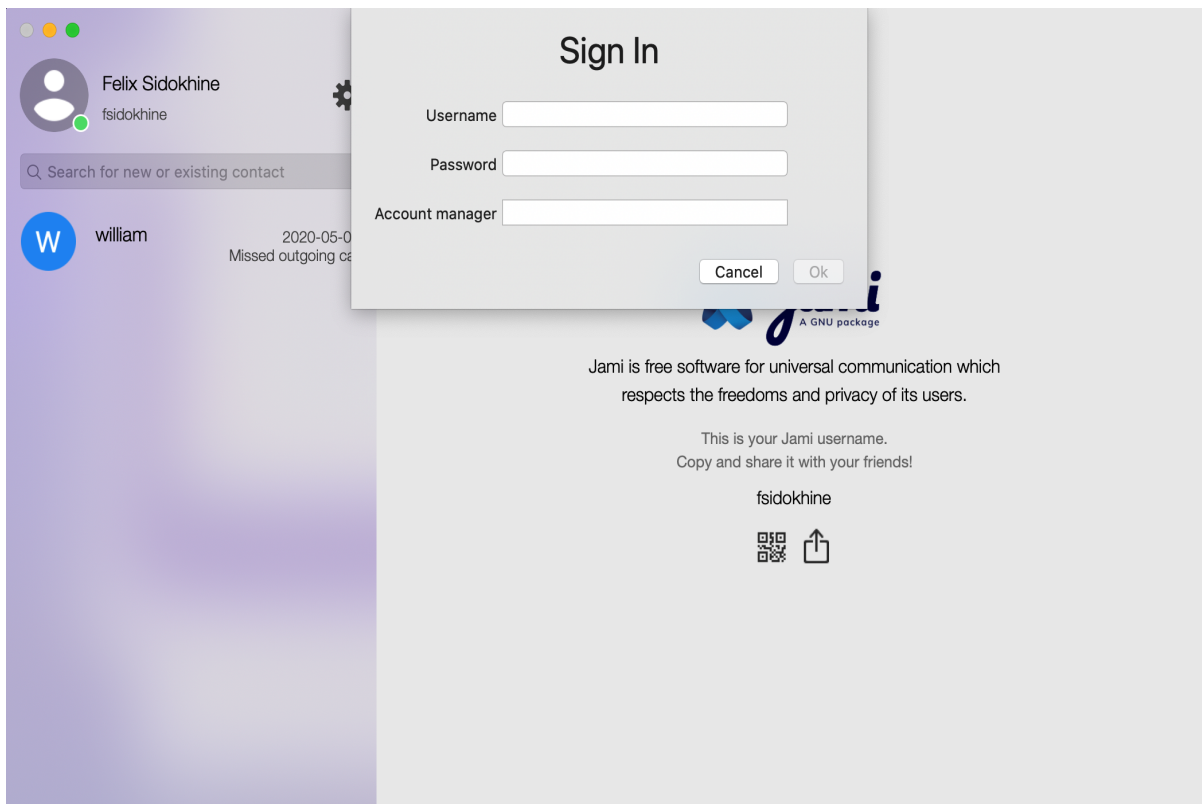 Felix Sidokhine
fsidokhine
Search for new or existing contact
W
william
2020-05-0
Missed outgoing ca
Sign In
Username
Password
Account manager
Cancel
Ok
A GNU package
Jami is free software for universal communication which
respects the freedoms and privacy of its users.
This is your Jami username.
Copy and share it with your friends!
fsidokhine